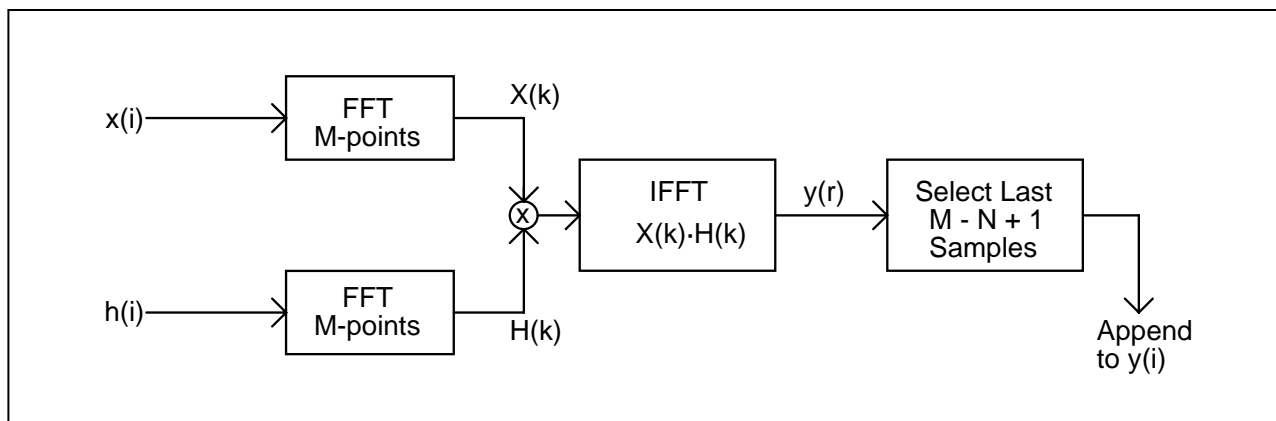 x(i)
FFT
M-points
X(k)
h(i)
FFT
M-points
H(k)
x
IFFT
X(k)·H(k)
y(r)
Select Last
M - N + 1
Samples
Append
to y(i)